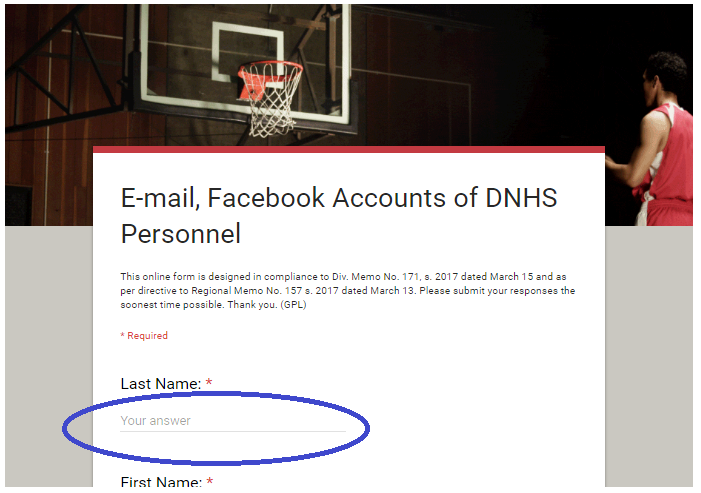 E-mail, Facebook Accounts of DNHS
Personnel
This online form is designed in compliance to Div. Memo No. 171, s. 2017 dated March 15 and as
per directive to Regional Memo No. 157 s. 2017 dated March 13. Please submit your responses the
soonest time possible. Thank you. (GPL)
* Required
Last Name: *
Your answer
First Name: *